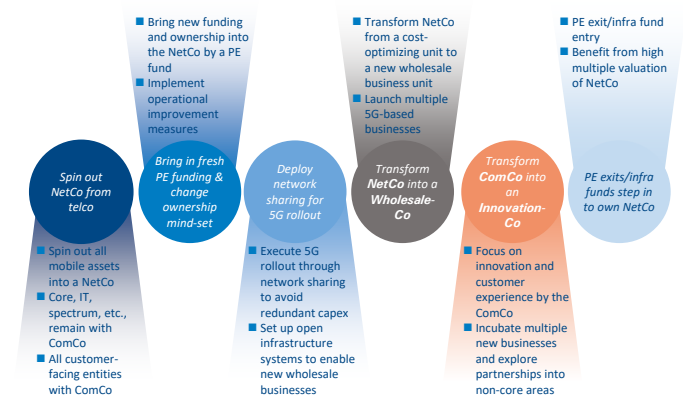 Spin out
NetCo from
telco
■ Spin out all
mobile assets
into a NetCo
■ Core, IT,
spectrum, etc.,
remain with
ComCo
■ All customer-
facing entities
with ComCo
■ Bring new funding
and ownership into
the NetCo by a PE
fund
■ Implement
operational
improvement
measures
Bring in fresh
PE funding &
change
ownership
mind-set
Deploy
network
sharing for
5G rollout
■ Execute 5G
rollout through
network sharing
to avoid
redundant capex
■ Set up open
infrastructure
systems to enable
new wholesale
businesses
■ Transform NetCo
from a cost-
optimizing unit to
a new wholesale
business unit
■ Launch multiple
5G-based
businesses
Transform
NetCo into a
Wholesale-
Co
Transform
ComCo into
an
Innovation-
Co
■ Focus on
innovation and
customer
experience by the
ComCo
■ Incubate multiple
new businesses
and explore
partnerships into
non-core areas
■ PE exit/infra fund
entry
■ Benefit from high
multiple valuation
of NetCo
PE exits/infra
funds step in
to own NetCo